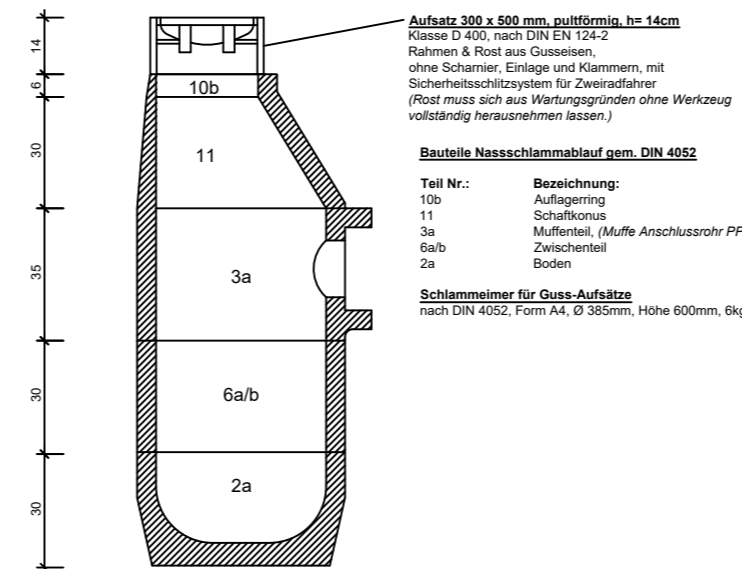 14
6
30
35
30
30
10b
11
3a
6a/b
2a
Aufsatz 300 x 500 mm, pultförmig, h= 14cm
Klasse D 400, nach DIN EN 124-2
Rahmen & Rost aus Gusseisen,
ohne Scharnier, Einlage und Klammern, mit
Sicherheitsschlitzsystem für Zweiradfahrer
(Rost muss sich aus Wartungsgründen ohne Werkzeug
vollständig herausnehmen lassen.)
Bauteile Nassschlammablauf gem. DIN 4052
Teil Nr.: Bezeichnung:
10b Auflagerring
11 Schaftkonus
3a Muffenteil, (Muffe Anschlussrohr PP
6a/b Zwischenteil
2a Boden
Schlammeimer für Guss-Aufsätze
nach DIN 4052, Form A4, Ø 385mm, Höhe 600mm, 6kg